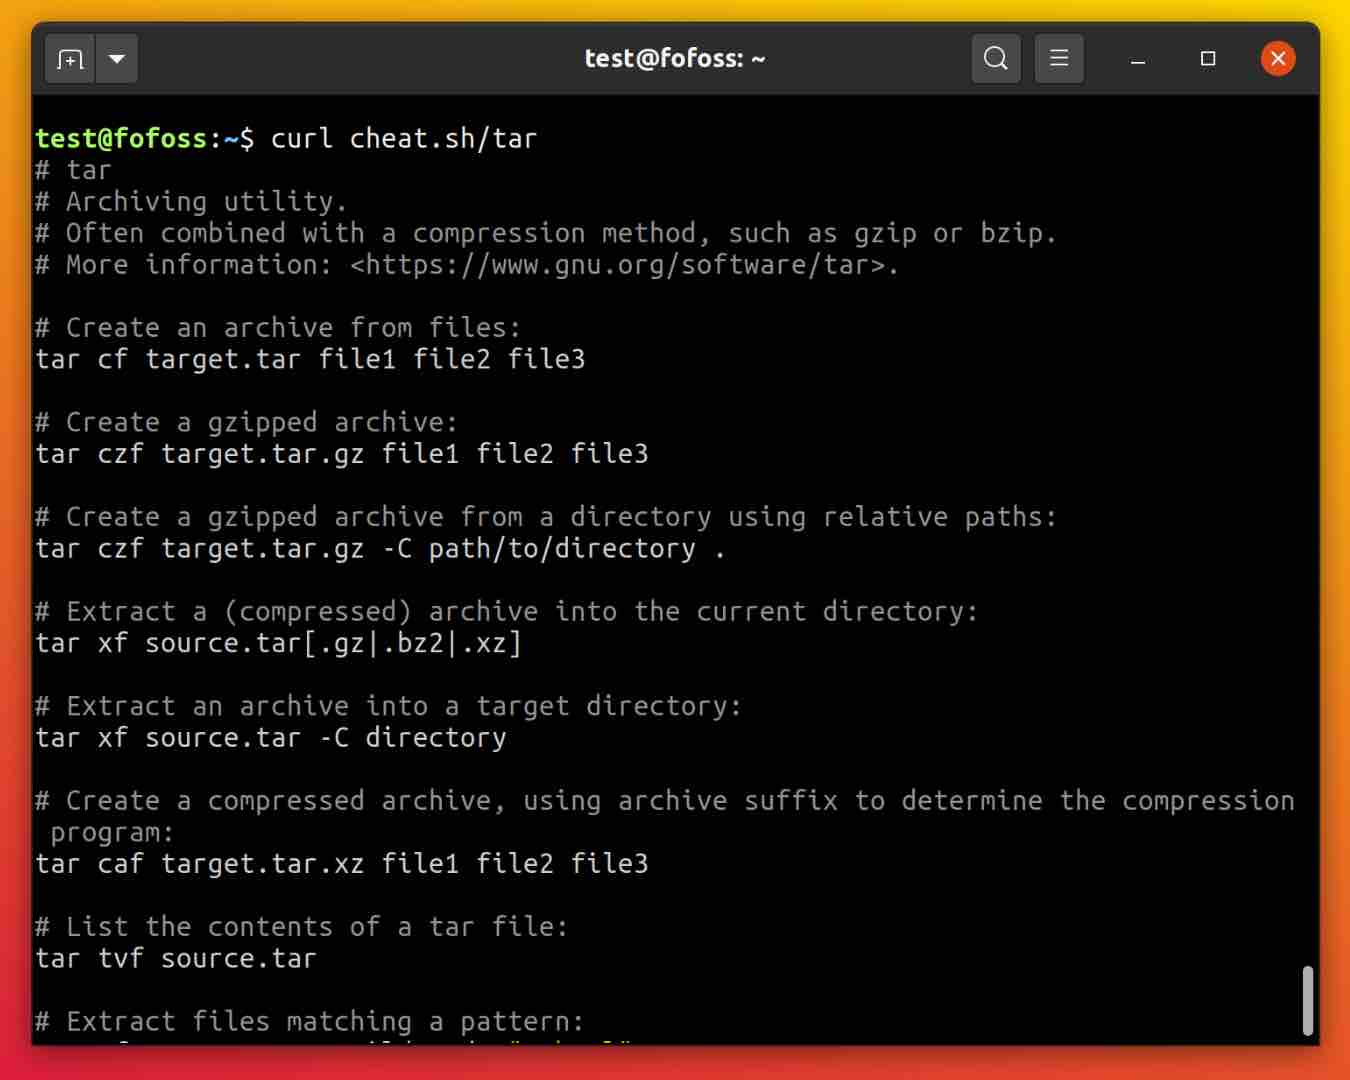 test@fofoss: ~
test@fofoss:~$ curl cheat.sh/tar
# tar
# Archiving utility.
# Often combined with a compression method, such as gzip or bzip.
# More information: <https://www.gnu.org/software/tar>.
# Create an archive from files:
tar cf target.tar file1 file2 file3
# Create a gzipped archive:
tar czf target.tar.gz file1 file2 file3
# Create a gzipped archive from a directory using relative paths:
tar czf target.tar.gz -C path/to/directory .
# Extract a (compressed) archive into the current directory:
tar xf source.tar[.gz|.bz2|.xz]
# Extract an archive into a target directory:
tar xf source.tar -C directory
# Create a compressed archive, using archive suffix to determine the compression
program:
tar caf target.tar.xz file1 file2 file3
# List the contents of a tar file:
tar tvf source.tar
# Extract files matching a pattern: